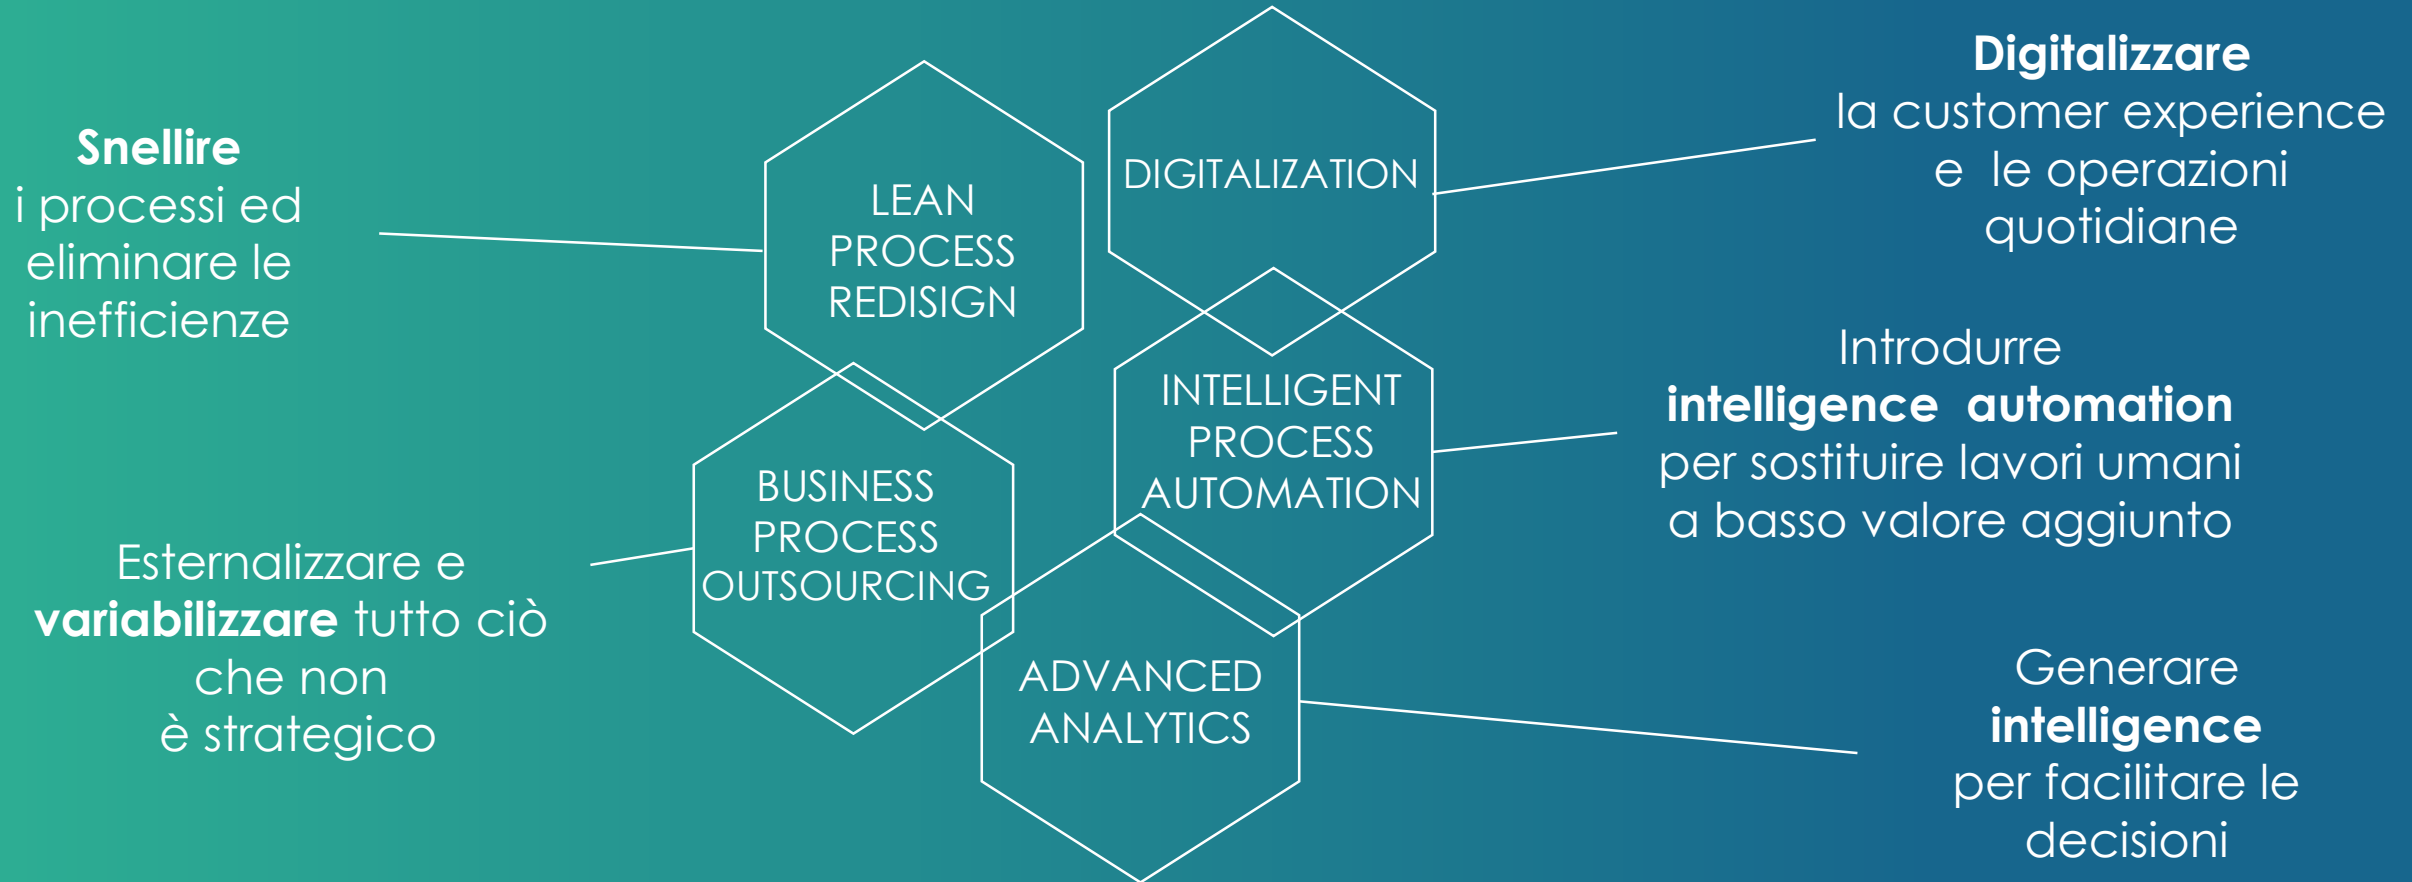 Snellire
i processi ed
eliminare le
inefficienze
LEAN
PROCESS
REDISIGN
DIGITALIZATION
Digitalizzare
la customer experience
e le operazioni
quotidiane
INTELLIGENT
PROCESS
AUTOMATION
Introdurre
intelligence automation
per sostituire lavori umani
a basso valore aggiunto
BUSINESS
PROCESS
OUTSOURCING
Esternalizzare e
variabilizzare tutto ciò
che non
è strategico
ADVANCED
ANALYTICS
Generare
intelligence
per facilitare le
decisioni